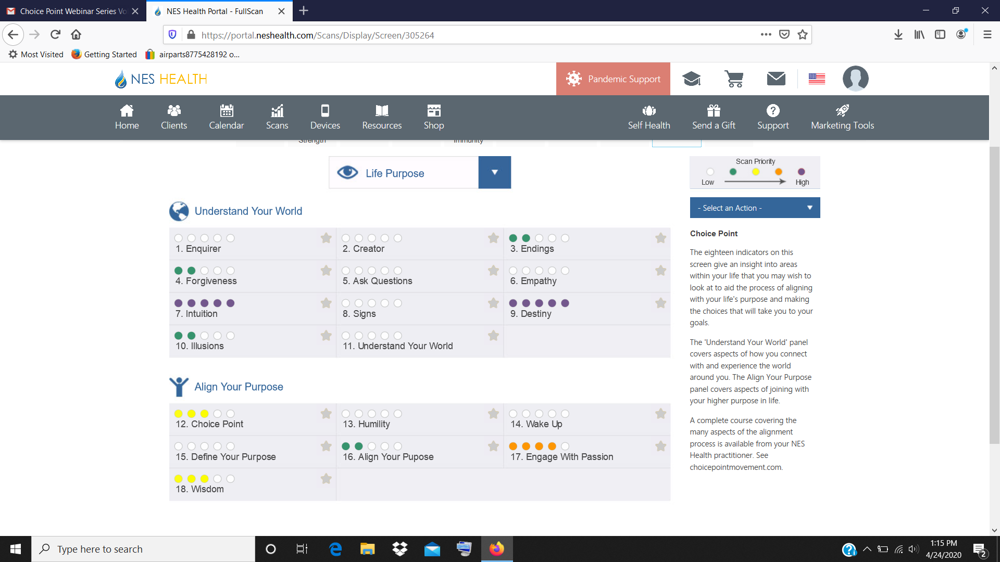 Choice Point Webinar Series Vo
NES Health Portal - FullScan
https://portal.neshealth.com/Scans/Display/Screen/305264
Most Visited
Getting Started
airparts8775428192 o...
NES HEALTH
Pandemic Support
Home
Clients
Calendar
Scans
Devices
Resources
Shop
Self Health
Send a Gift
Support
Marketing Tools
Strength
Immunity
Life Purpose
Scan Priority
Low
High
- Select an Action -
Understand Your World
1. Enquirer
2. Creator
3. Endings
4. Forgiveness
5. Ask Questions
6. Empathy
7. Intuition
8. Signs
9. Destiny
10. Illusions
11. Understand Your World
Align Your Purpose
12. Choice Point
13. Humility
14. Wake Up
15. Define Your Purpose
16. Align Your Pupose
17. Engage With Passion
18. Wisdom
Choice Point
The eighteen indicators on this
screen give an insight into areas
within your life that you may wish to
look at to aid the process of aligning
with your life's purpose and making
the choices that will take you to your
goals.
The 'Understand Your World' panel
covers aspects of how you connect
with and experience the world
around you. The Align Your Purpose
panel covers aspects of joining with
your higher purpose in life.
A complete course covering the
many aspects of the alignment
process is available from your NES
Health practitioner. See
choicepointmovement.com.
Type here to search
1:15 PM
4/24/2020
2